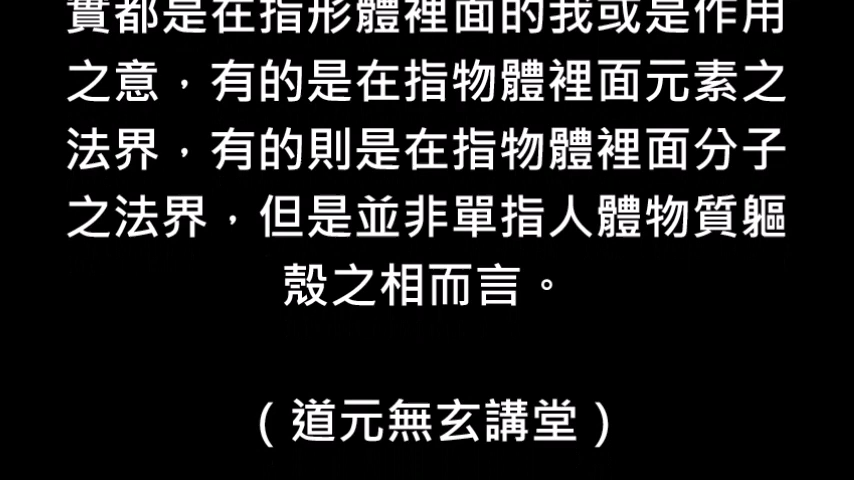 實都是在指形體裡面的我或是作用
之意，有的是在指物體裡面元素之
法界，有的則是在指物體裡面分子
之法界，但是並非單指人體物質軀
殼之相而言。
（道元無玄講堂）